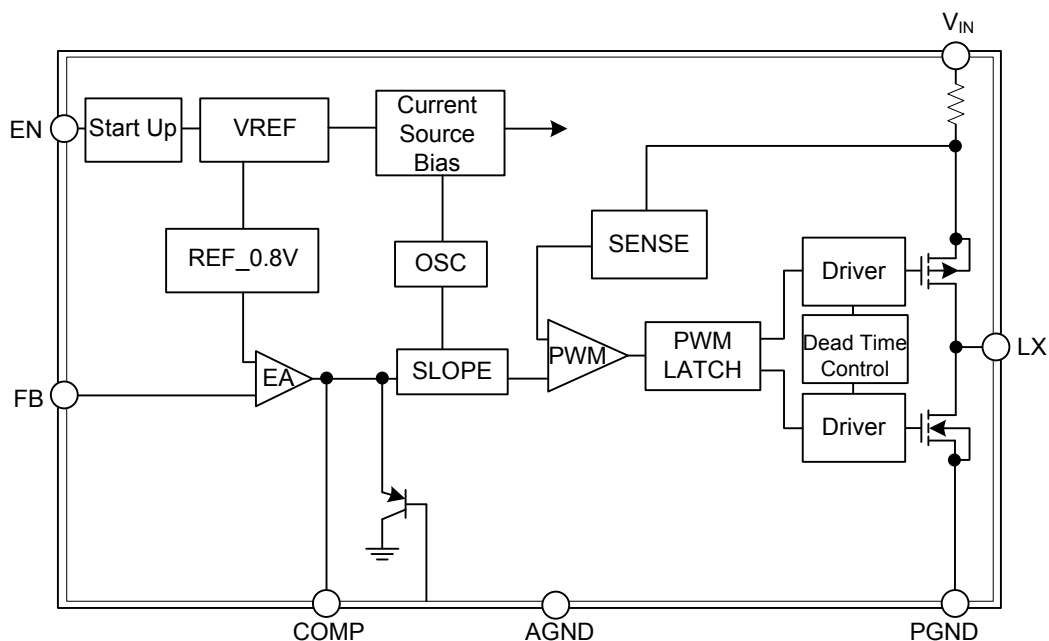 V_IN
EN
Start Up
VREF
Current
Source
Bias
REF_0.8V
OSC
SENSE
Driver
FB
EA
SLOPE
PWM
PWM
LATCH
Dead Time
Control
LX
Driver
COMP
AGND
PGND